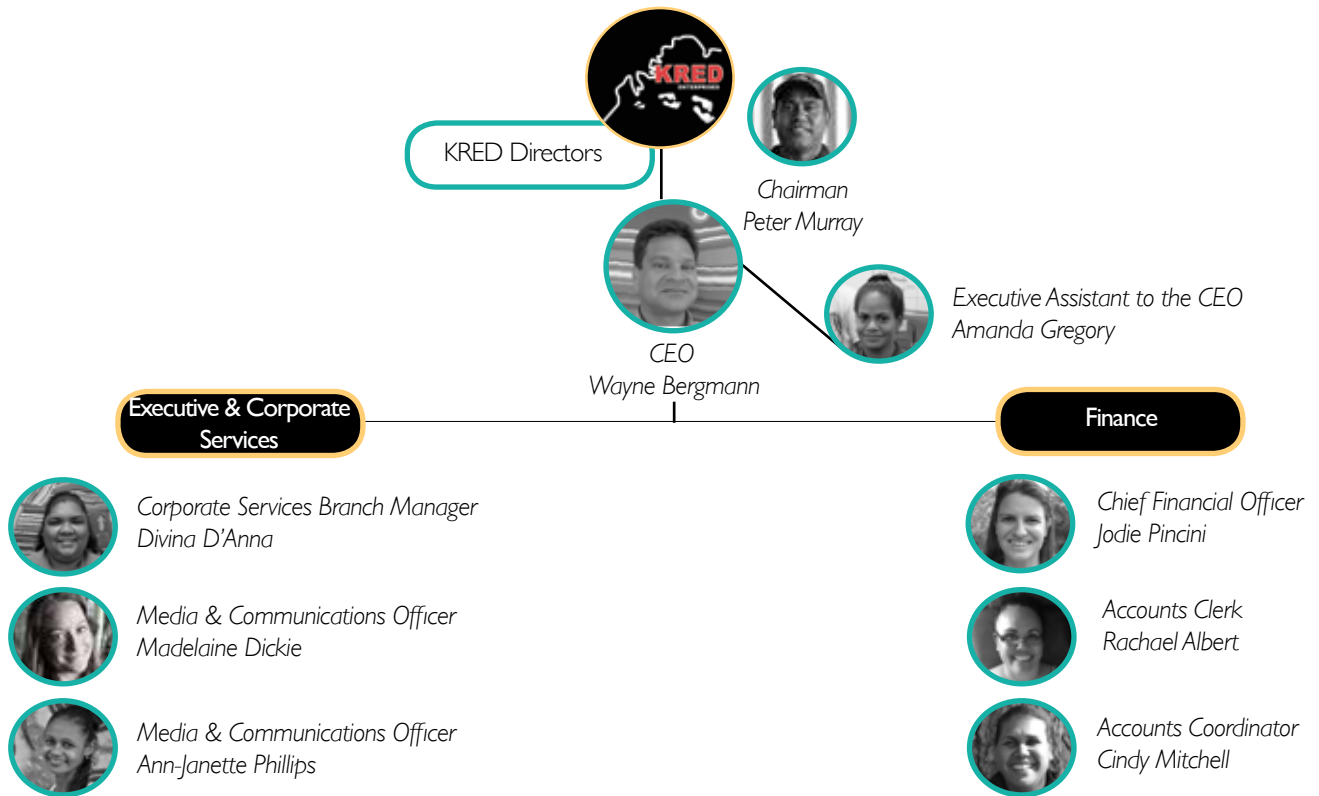 KRED
ENTERPRISES
KRED Directors
Chairman
Peter Murray
CEO
Wayne Bergmann
Executive Assistant to the CEO
Amanda Gregory
Executive & Corporate
Services
Corporate Services Branch Manager
Divina D’Anna
Media & Communications Officer
Madelaine Dickie
Media & Communications Officer
Ann-Janette Phillips
Finance
Chief Financial Officer
Jodie Pincini
Accounts Clerk
Rachael Albert
Accounts Coordinator
Cindy Mitchell